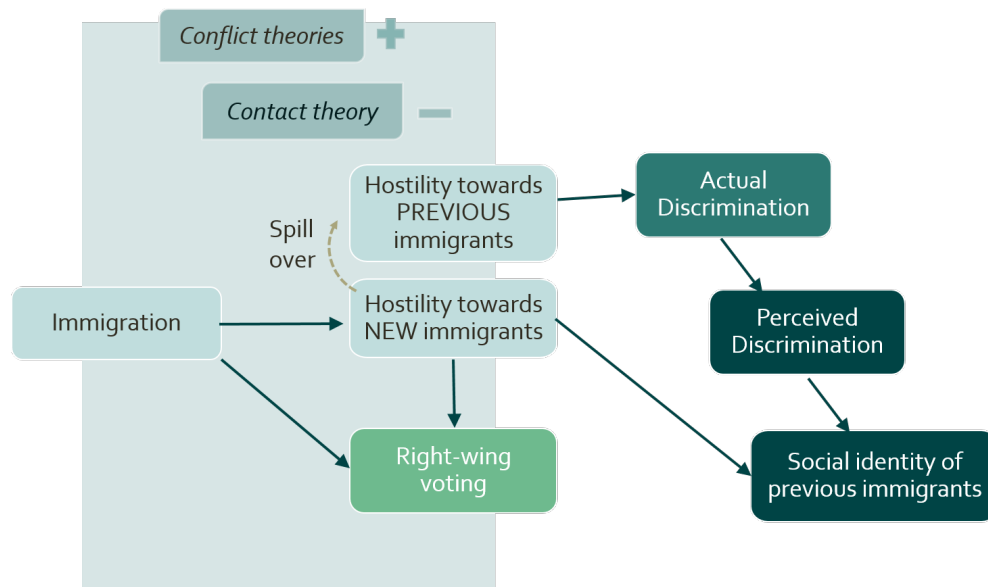 Conflict theories
Contact theory
Hostility towards
PREVIOUS
immigrants
Actual
Discrimination
Spill
over
Immigration
Hostility towards
NEW immigrants
Perceived
Discrimination
Right-wing
voting
Social identity of
previous immigrants